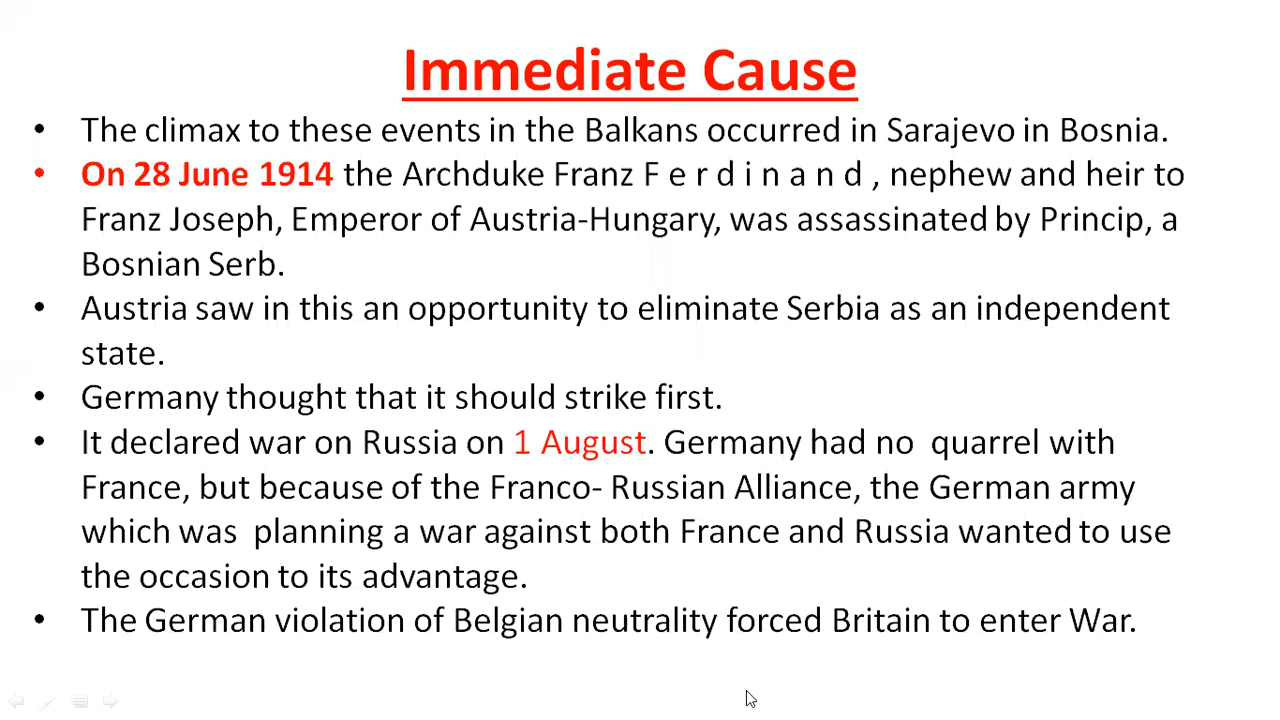 Immediate Cause
• The climax to these events in the Balkans occurred in Sarajevo in Bosnia.
• On 28 June 1914 the Archduke Franz F e r d i n a n d , nephew and heir to
Franz Joseph, Emperor of Austria-Hungary, was assassinated by Princip, a
Bosnian Serb.
• Austria saw in this an opportunity to eliminate Serbia as an independent
state.
• Germany thought that it should strike first.
• It declared war on Russia on 1 August. Germany had no  quarrel with
France, but because of the Franco- Russian Alliance, the German army
which was  planning a war against both France and Russia wanted to use
the occasion to its advantage.
• The German violation of Belgian neutrality forced Britain to enter War.